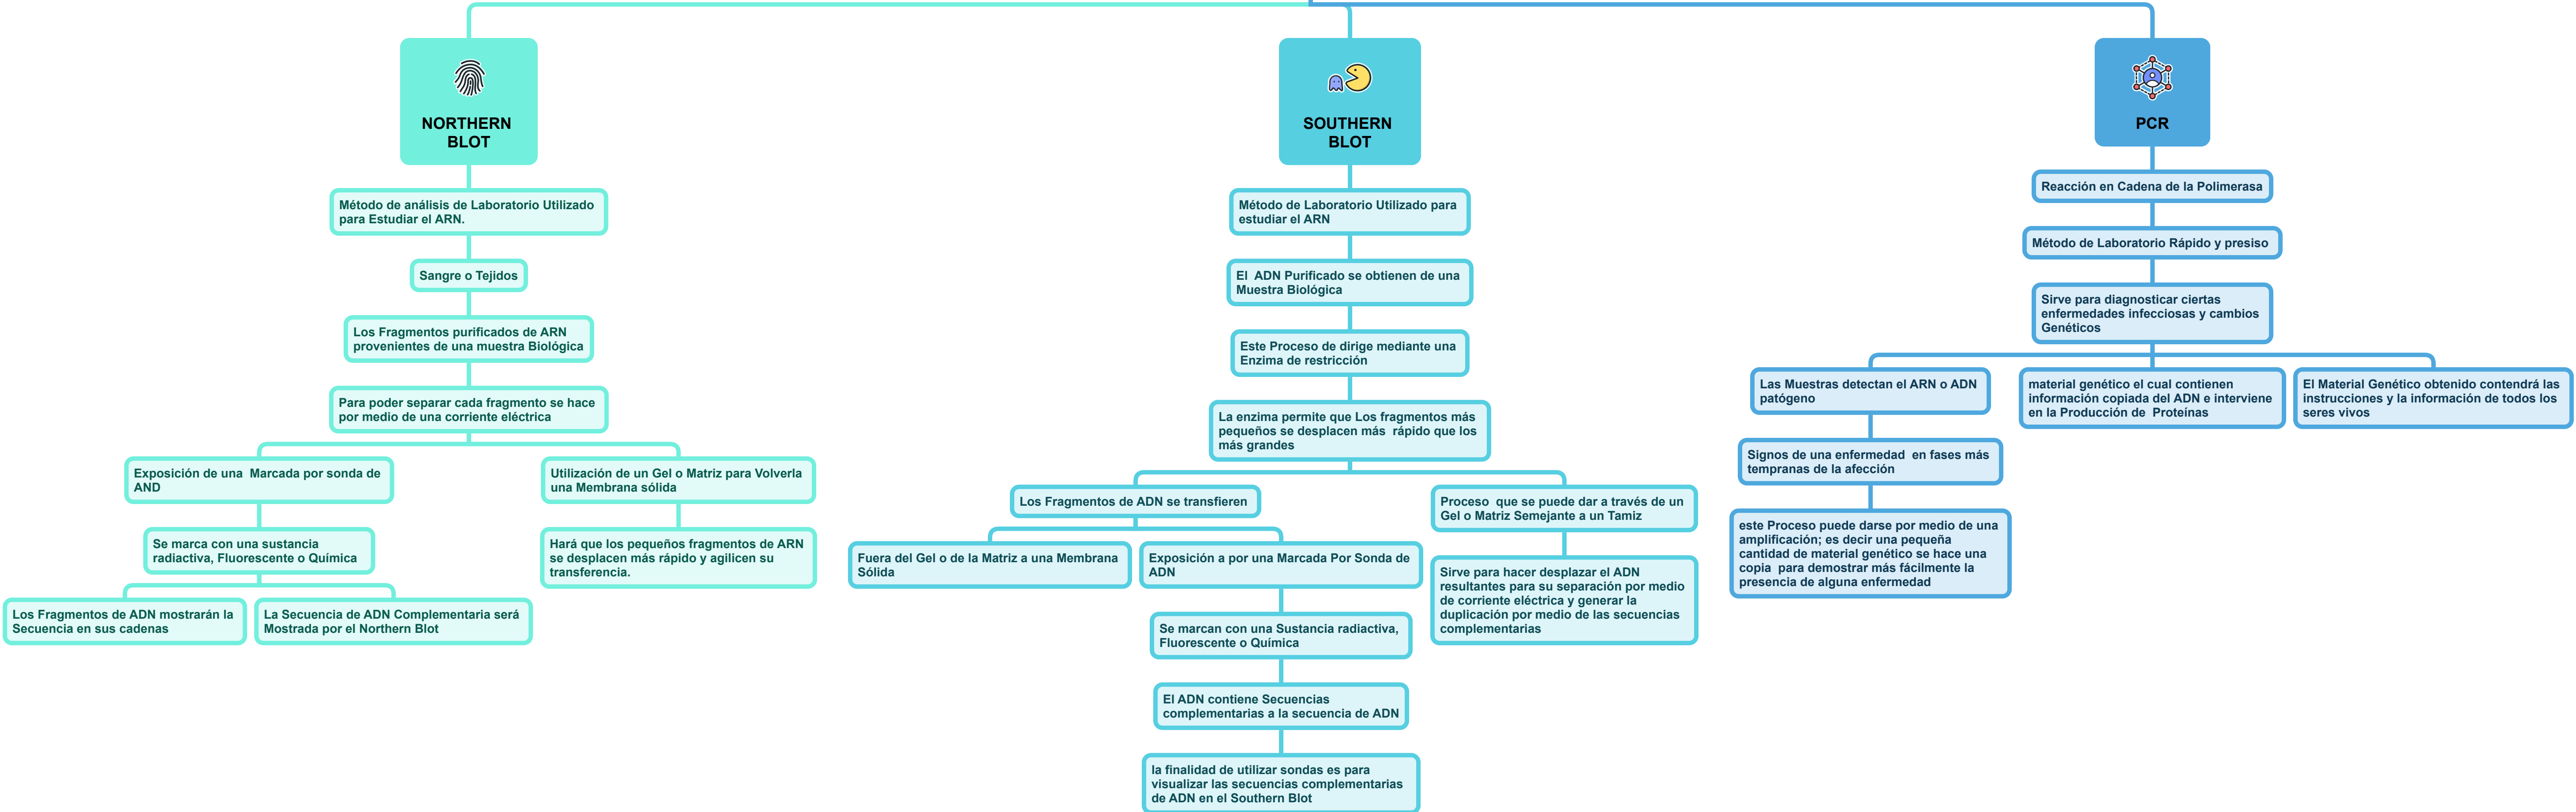 NORTHERN
BLOT
Método de análisis de Laboratorio Utilizado
para Estudiar el ARN.
Sangre o Tejidos
Los Fragmentos purificados de ARN
provenientes de una muestra Biológica
Para poder separar cada fragmento se hace
por medio de una corriente eléctrica
Exposición de una  Marcada por sonda de
AND
Se marca con una sustancia
radiactiva, Fluorescente o Química
Los Fragmentos de ADN mostrarán la
Secuencia en sus cadenas
La Secuencia de ADN Complementaria será
Mostrada por el Northern Blot
Utilización de un Gel o Matriz para Volverla
una Membrana sólida
Hará que los pequeños fragmentos de ARN
se desplacen más rápido y agilicen su
transferencia.
SOUTHERN
BLOT
Método de Laboratorio Utilizado para
estudiar el ARN
El  ADN Purificado se obtienen de una
Muestra Biológica
Este Proceso de dirige mediante una
Enzima de restricción
La enzima permite que Los fragmentos más
pequeños se desplacen más  rápido que los
más grandes
Los Fragmentos de ADN se transfieren
Fuera del Gel o de la Matriz a una Membrana
Sólida
Exposición a por una Marcada Por Sonda de
ADN
Se marcan con una Sustancia radiactiva,
Fluorescente o Química
El ADN contiene Secuencias
complementarias a la secuencia de ADN
la finalidad de utilizar sondas es para
visualizar las secuencias complementarias
de ADN en el Southern Blot
Proceso  que se puede dar a través de un
Gel o Matriz Semejante a un Tamiz
Sirve para hacer desplazar el ADN
resultantes para su separación por medio
de corriente eléctrica y generar la
duplicación por medio de las secuencias
complementarias
PCR
Reacción en Cadena de la Polimerasa
Método de Laboratorio Rápido y presiso
Sirve para diagnosticar ciertas
enfermedades infecciosas y cambios
Genéticos
Las Muestras detectan el ARN o ADN
patógeno
Signos de una enfermedad  en fases más
tempranas de la afección
este Proceso puede darse por medio de una
amplificación; es decir una pequeña
cantidad de material genético se hace una
copia  para demostrar más fácilmente la
presencia de alguna enfermedad
material genético el cual contienen
información copiada del ADN e interviene
en la Producción de  Proteínas
El Material Genético obtenido contendrá las
instrucciones y la información de todos los
seres vivos